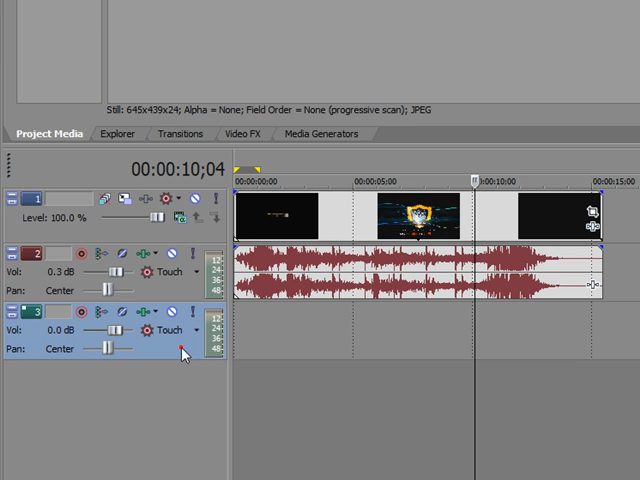 Still: 645x439x24; Alpha = None; Field Order = None (progressive scan); JPEG
Project Media Explorer Transitions Video FX Media Generators
00:00:10;04
00:00:00;00 00:00:05;00 00:00:10;00 00:00:15;00
1
Level: 100.0 %
2
Vol: 0.3 dB Touch
Pan: Center
12
24
36
48
3
Vol: 0.0 dB Touch
Pan: Center
12
24
36
48